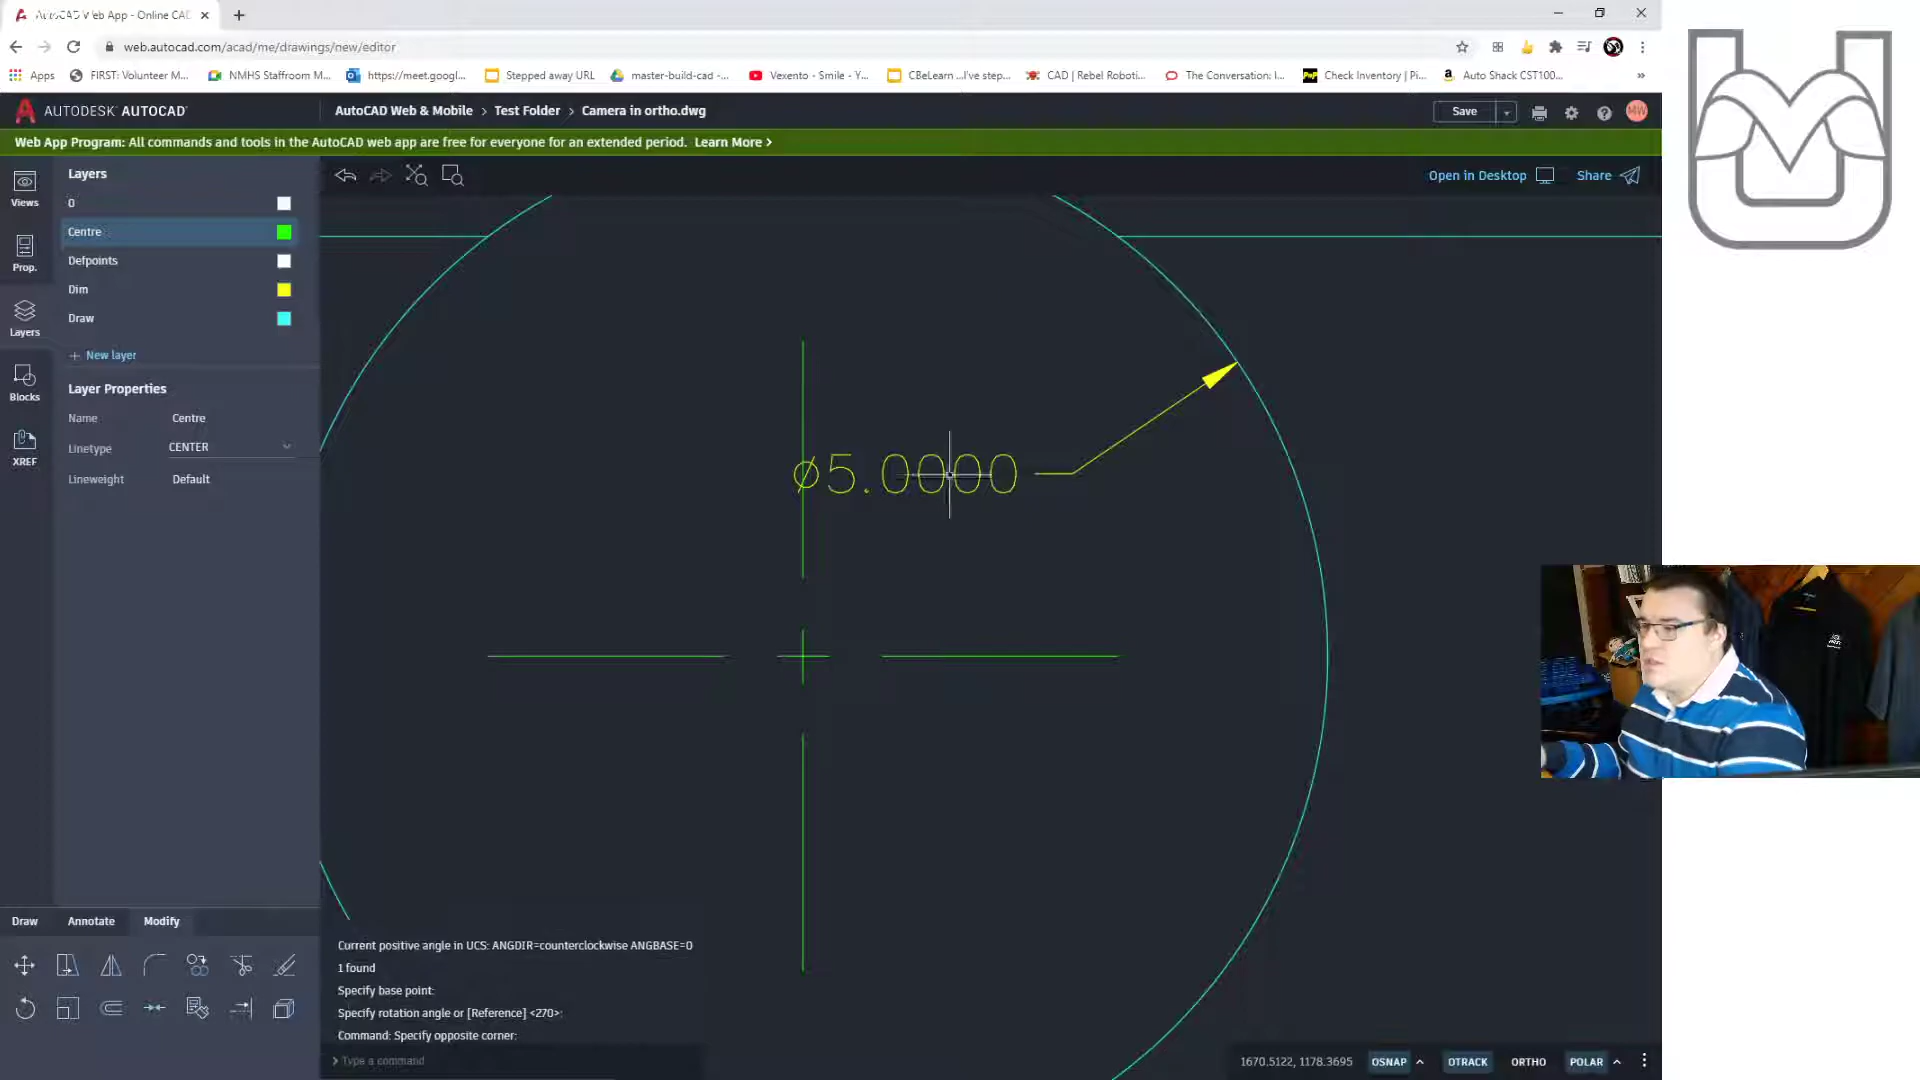 AutoCAD Web App - Online CAD
web.autocad.com/acad/me/drawings/new/editor
Apps
FIRST: Volunteer M...
NMHS Staffroom M...
https://meet.googl...
Stepped away URL
master-build-cad -...
Vexento - Smile - Y...
CBeLearn ...I've step...
CAD | Rebel Roboti...
The Conversation: I...
Check Inventory | Pi...
Auto Shack CST100...
»
AUTODESK® AUTOCAD®
AutoCAD Web & Mobile > Test Folder > Camera in ortho.dwg
Save
MW
Web App Program: All commands and tools in the AutoCAD web app are free for everyone for an extended period. Learn More >
Views
Prop.
Layers
Blocks
XREF
Layers
0
Centre
Defpoints
Dim
Draw
+ New layer
Layer Properties
Name Centre
Linetype CENTER
Lineweight Default
Open in Desktop
Share
ø5.0000
Draw Annotate Modify
Current positive angle in UCS: ANGDIR=counterclockwise ANGBASE=0
1 found
Specify base point:
Specify rotation angle or [Reference] <270>:
Command: Specify opposite corner:
> Type a command
1670.5122, 1178.3695 OSNAP OTRACK ORTHO POLAR